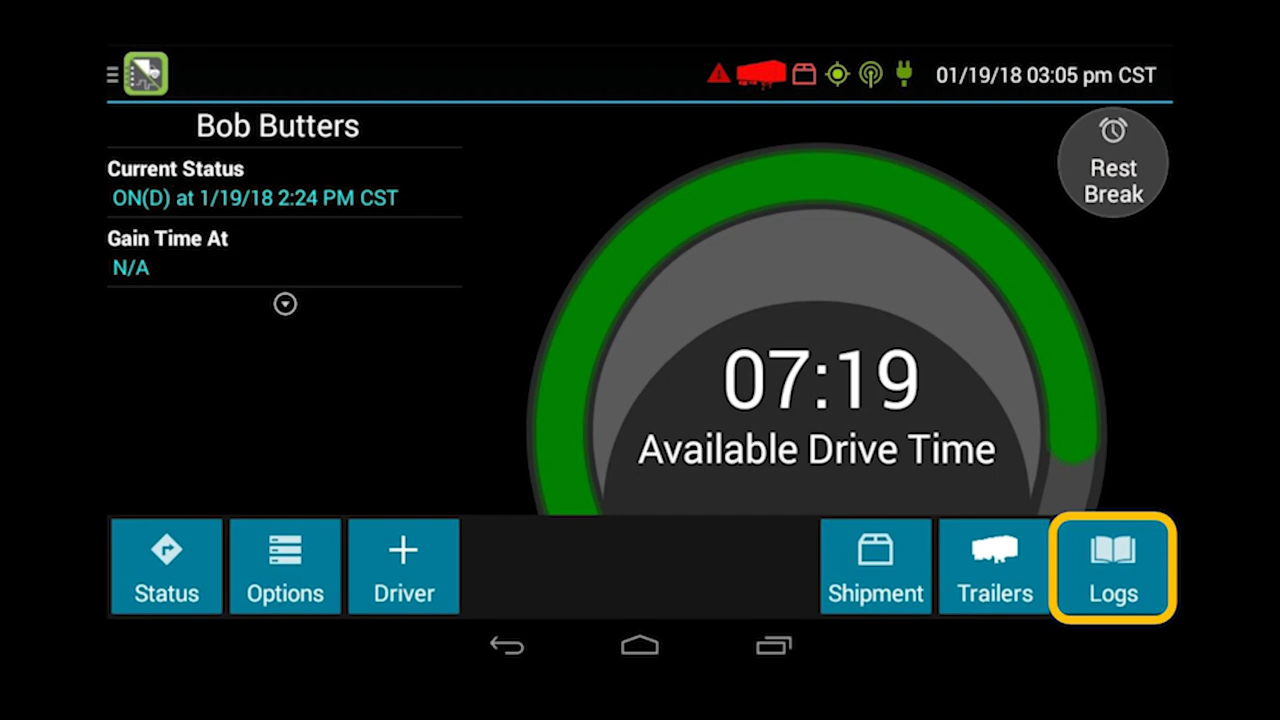 01/19/18 03:05 pm CST
Bob Butters
Current Status
ON(D) at 1/19/18 2:24 PM CST
Gain Time At
N/A
Rest
Break
07:19
Available Drive Time
Status
Options
Driver
Shipment
Trailers
Logs